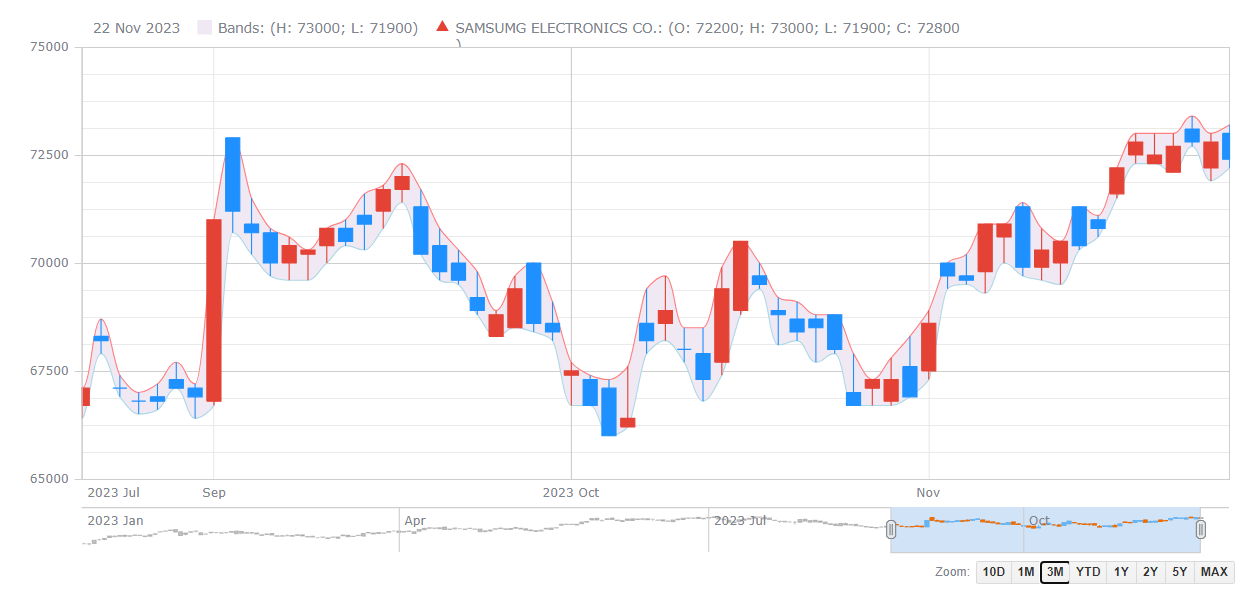 22 Nov 2023 Bands: (H: 73000; L: 71900) SAMSUMG ELECTRONICS CO.: (O: 72200; H: 73000; L: 71900; C: 72800
)
75000
72500
70000
67500
65000
2023 Jul Sep 2023 Oct Nov
2023 Jan Apr 2023 Jul Oct
Zoom: 10D 1M 3M YTD 1Y 2Y 5Y MAX